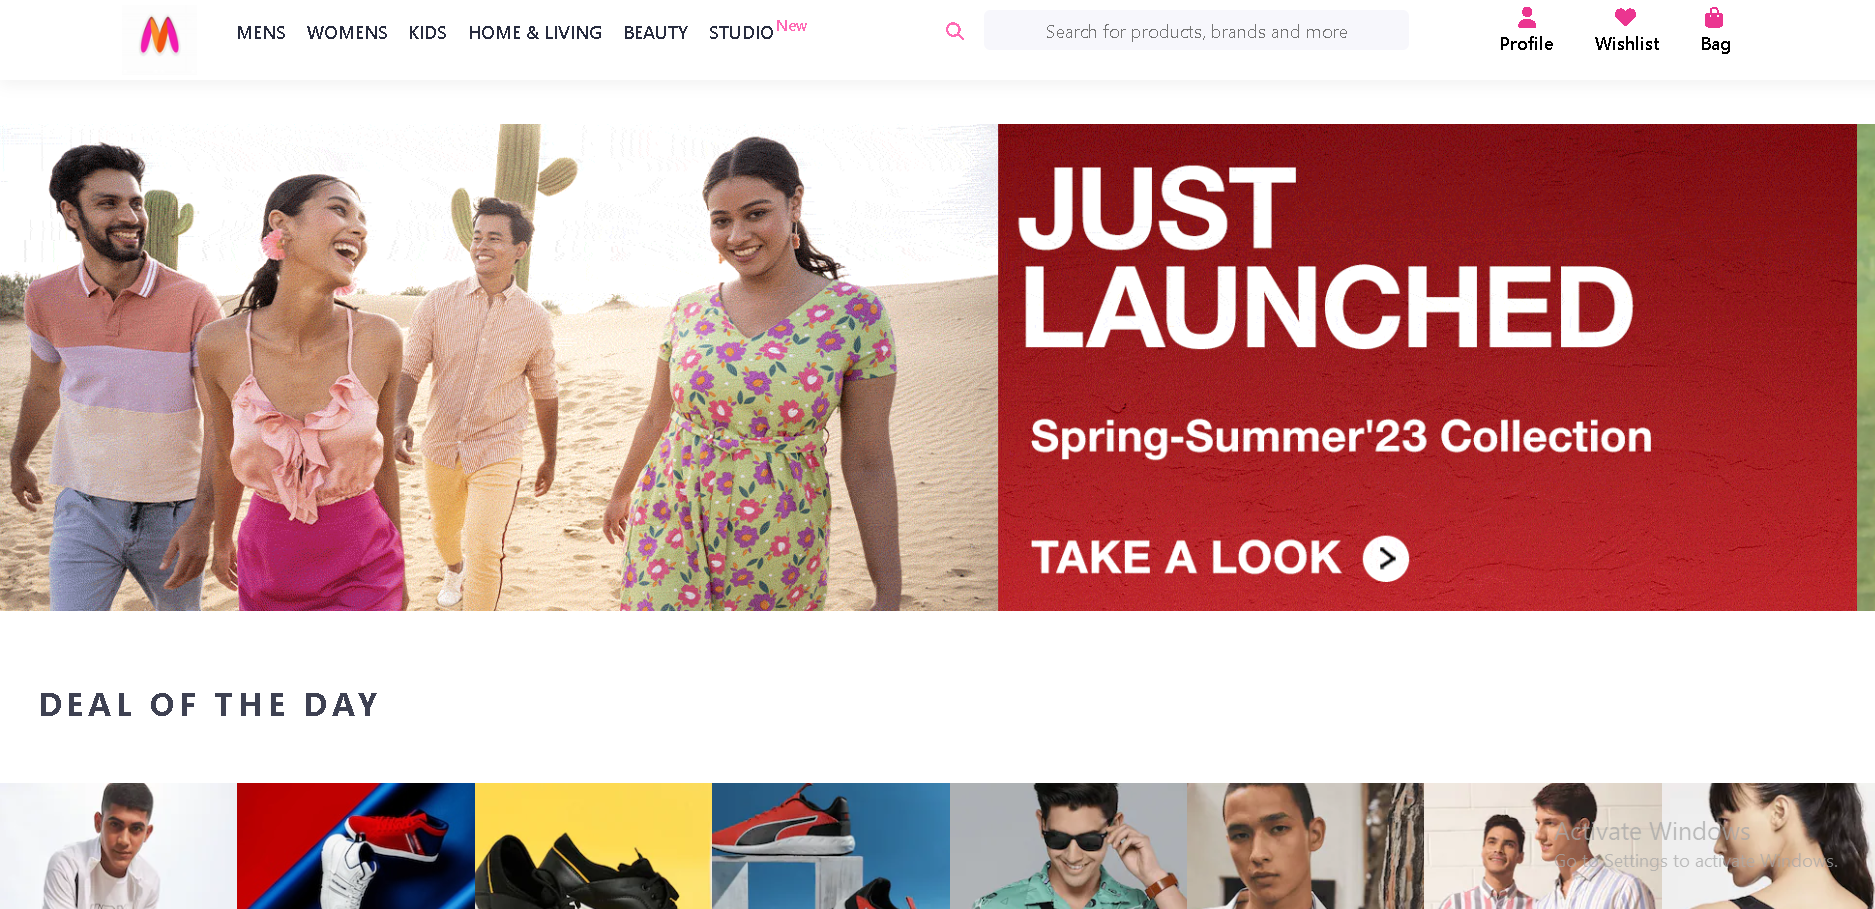 MENS WOMENS KIDS HOME & LIVING BEAUTY STUDIO New
Search for products, brands and more
Profile Wishlist Bag
JUST
LAUNCHED
Spring-Summer'23 Collection
TAKE A LOOK
DEAL OF THE DAY
Activate Windows
Go to Settings to activate Windows.